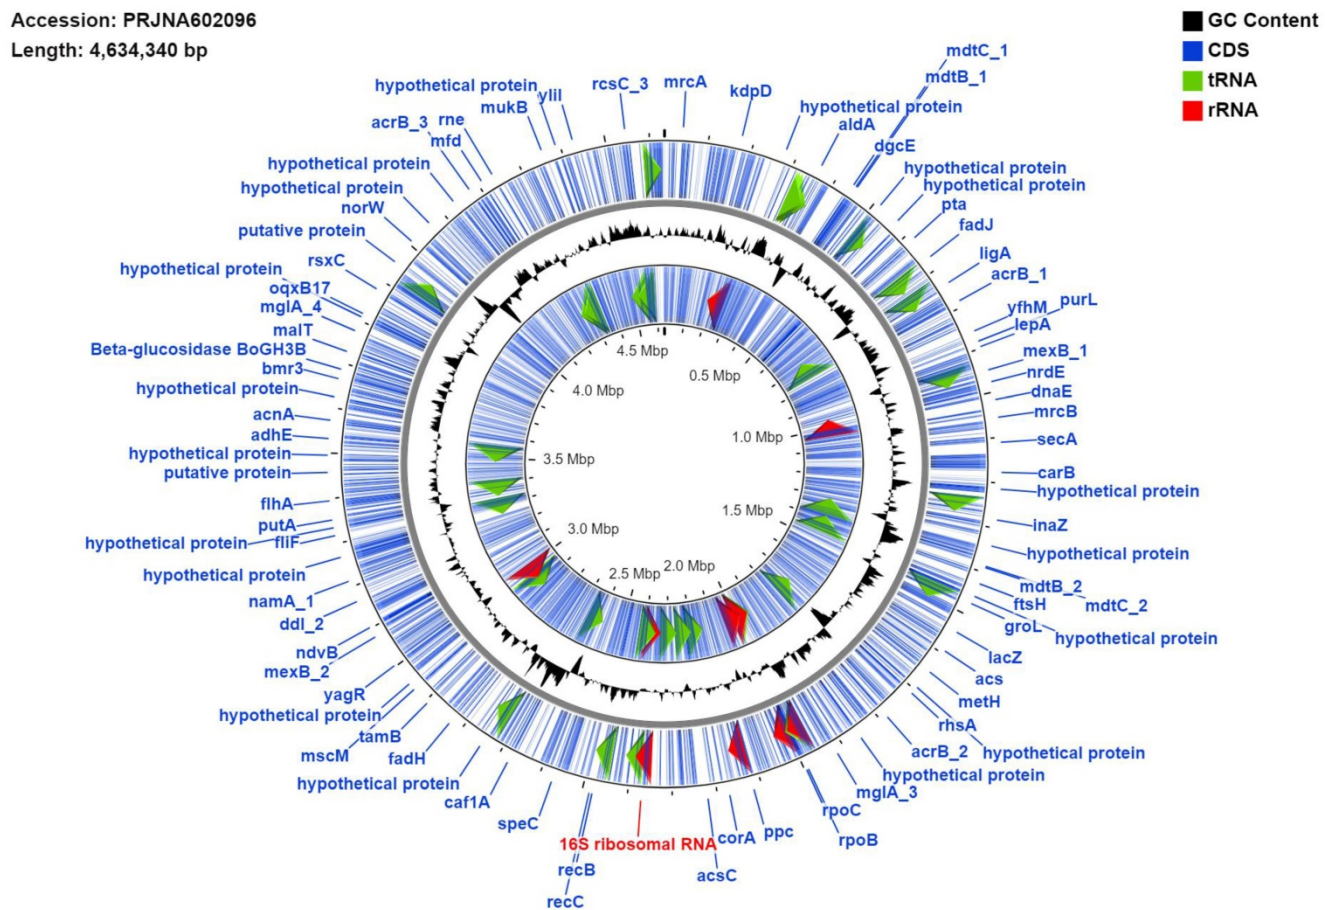 Accession: PRJNA602096
Length: 4,634,340 bp
GC Content
CDS
tRNA
rRNA
mrcA
kdpD
hypothetical protein
aldA
mdtC_1
mdtB_1
dgcE
hypothetical protein
hypothetical protein
pta
fadJ
ligA
acrB_1
yfhM
purL
lepA
mexB_1
nrdE
dnaE
mrcB
secA
carB
hypothetical protein
inaZ
hypothetical protein
mdtB_2
mdtC_2
ftsH
groL
hypothetical protein
lacZ
acs
metH
rhsA
hypothetical protein
acrB_2
hypothetical protein
mglA_3
rpoC
rpoB
ppc
corA
acsC
16S ribosomal RNA
recB
recC
speC
caf1A
hypothetical protein
fadH
mscM
tamB
hypothetical protein
yagR
mexB_2
ndvB
ddl_2
namA_1
hypothetical protein
hypothetical protein
fliF
putA
flhA
putative protein
hypothetical protein
adhE
acnA
hypothetical protein
bmr3
Beta-glucosidase BoGH3B
malT
mglA_4
oqxB17
hypothetical protein
rsxC
putative protein
norW
hypothetical protein
hypothetical protein
acrB_3
mfd
rne
mukB
hypothetical protein
yliI
rcsC_3
0.5 Mbp
1.0 Mbp
1.5 Mbp
2.0 Mbp
2.5 Mbp
3.0 Mbp
3.5 Mbp
4.0 Mbp
4.5 Mbp